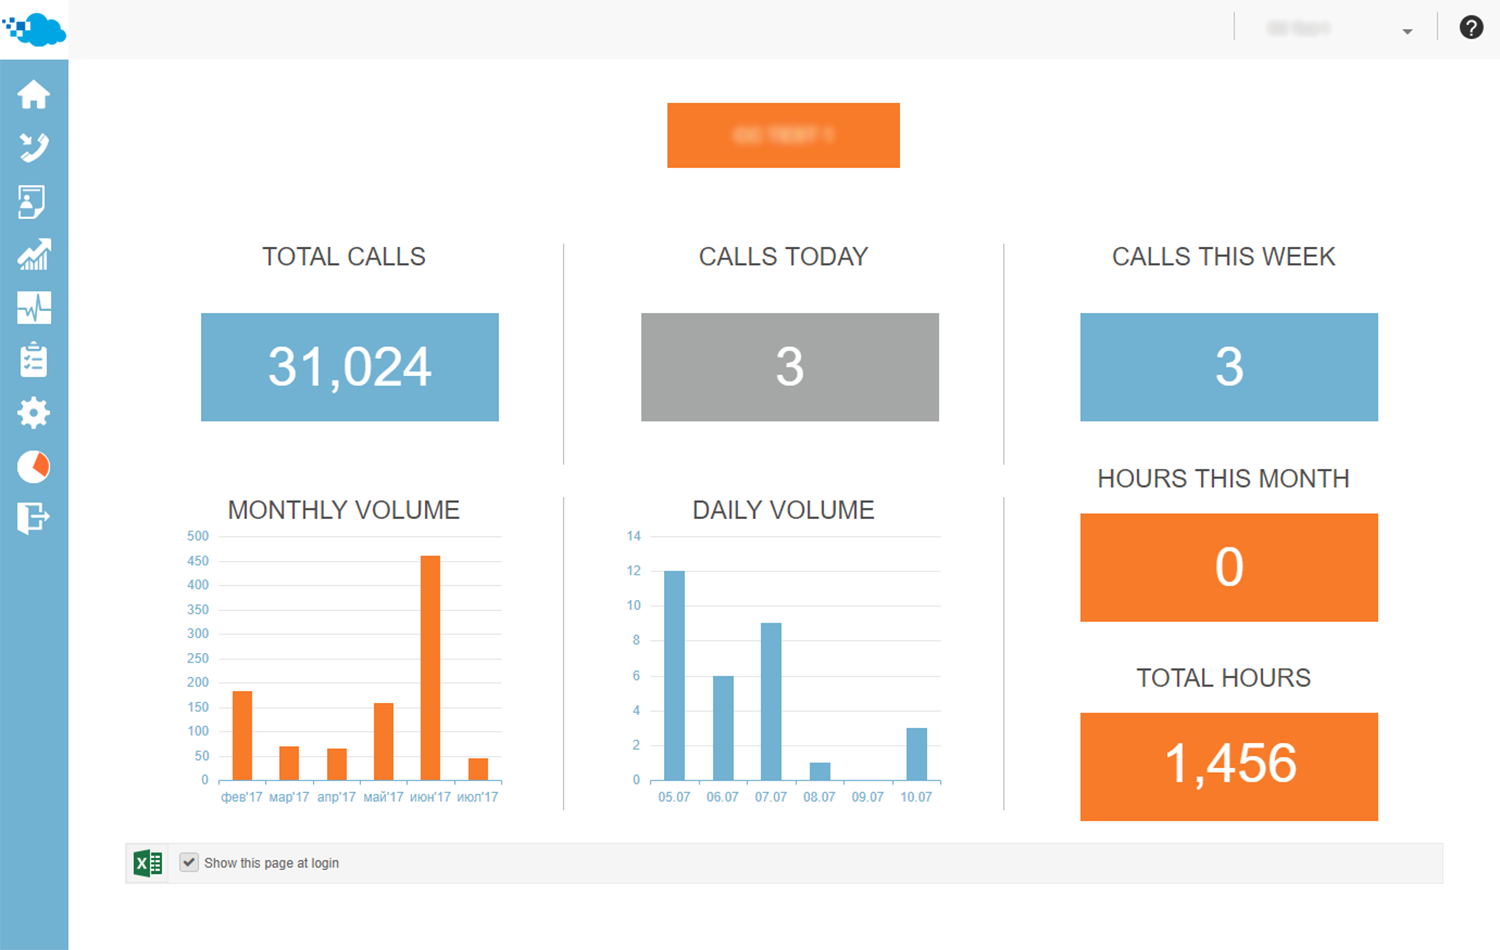 ?
TOTAL CALLS
CALLS TODAY
CALLS THIS WEEK
31,024
3
3
MONTHLY VOLUME
500
450
400
350
300
250
200
150
100
50
0
фев'17 мар'17 апр'17 май'17 июн'17 июл'17
DAILY VOLUME
14
12
10
8
6
4
2
0
05.07 06.07 07.07 08.07 09.07 10.07
HOURS THIS MONTH
0
TOTAL HOURS
1,456
Show this page at login